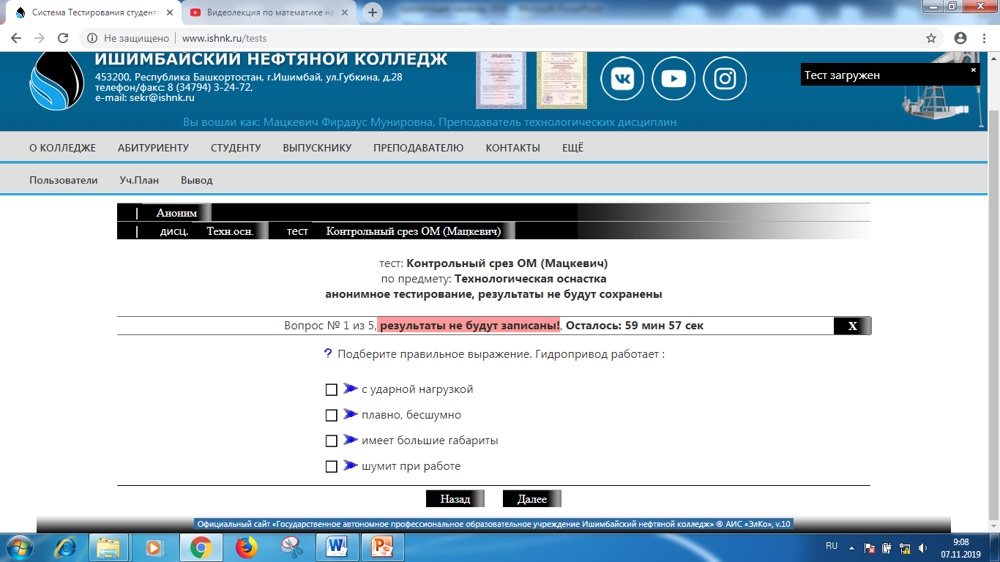 Система Тестирования студенто
Видеолекция по математике на
Не защищено
www.ishnk.ru/tests
ИШИМБАЙСКИЙ НЕФТЯНОЙ КОЛЛЕДЖ
453200, Республика Башкортостан, г.Ишимбай, ул.Губкина, д.28
телефон/факс: 8 (34794) 3-24-72,
e-mail: sekr@ishnk.ru
Тест загружен
Вы вошли как: Мацкевич Фирдаус Мунировна, Преподаватель технологических дисциплин
О КОЛЛЕДЖЕ АБИТУРИЕНТУ СТУДЕНТУ ВЫПУСКНИКУ ПРЕПОДАВАТЕЛЮ КОНТАКТЫ ЕЩЁ
Пользователи Уч.План Вывод
| Аноним
| дисц. Техн.осн. тест Контрольный срез ОМ (Мацкевич)
тест: Контрольный срез ОМ (Мацкевич)
по предмету: Технологическая оснастка
анонимное тестирование, результаты не будут сохранены
Вопрос № 1 из 5, результаты не будут записаны!, Осталось: 59 мин 57 сек X
? Подберите правильное выражение. Гидропривод работает :
с ударной нагрузкой
плавно, бесшумно
имеет большие габариты
шумит при работе
Назад Далее
Официальный сайт «Государственное автономное профессиональное образовательное учреждение Ишимбайский нефтяной колледж» ® АИС «ЭлКо», v.10
RU
9:08
07.11.2019